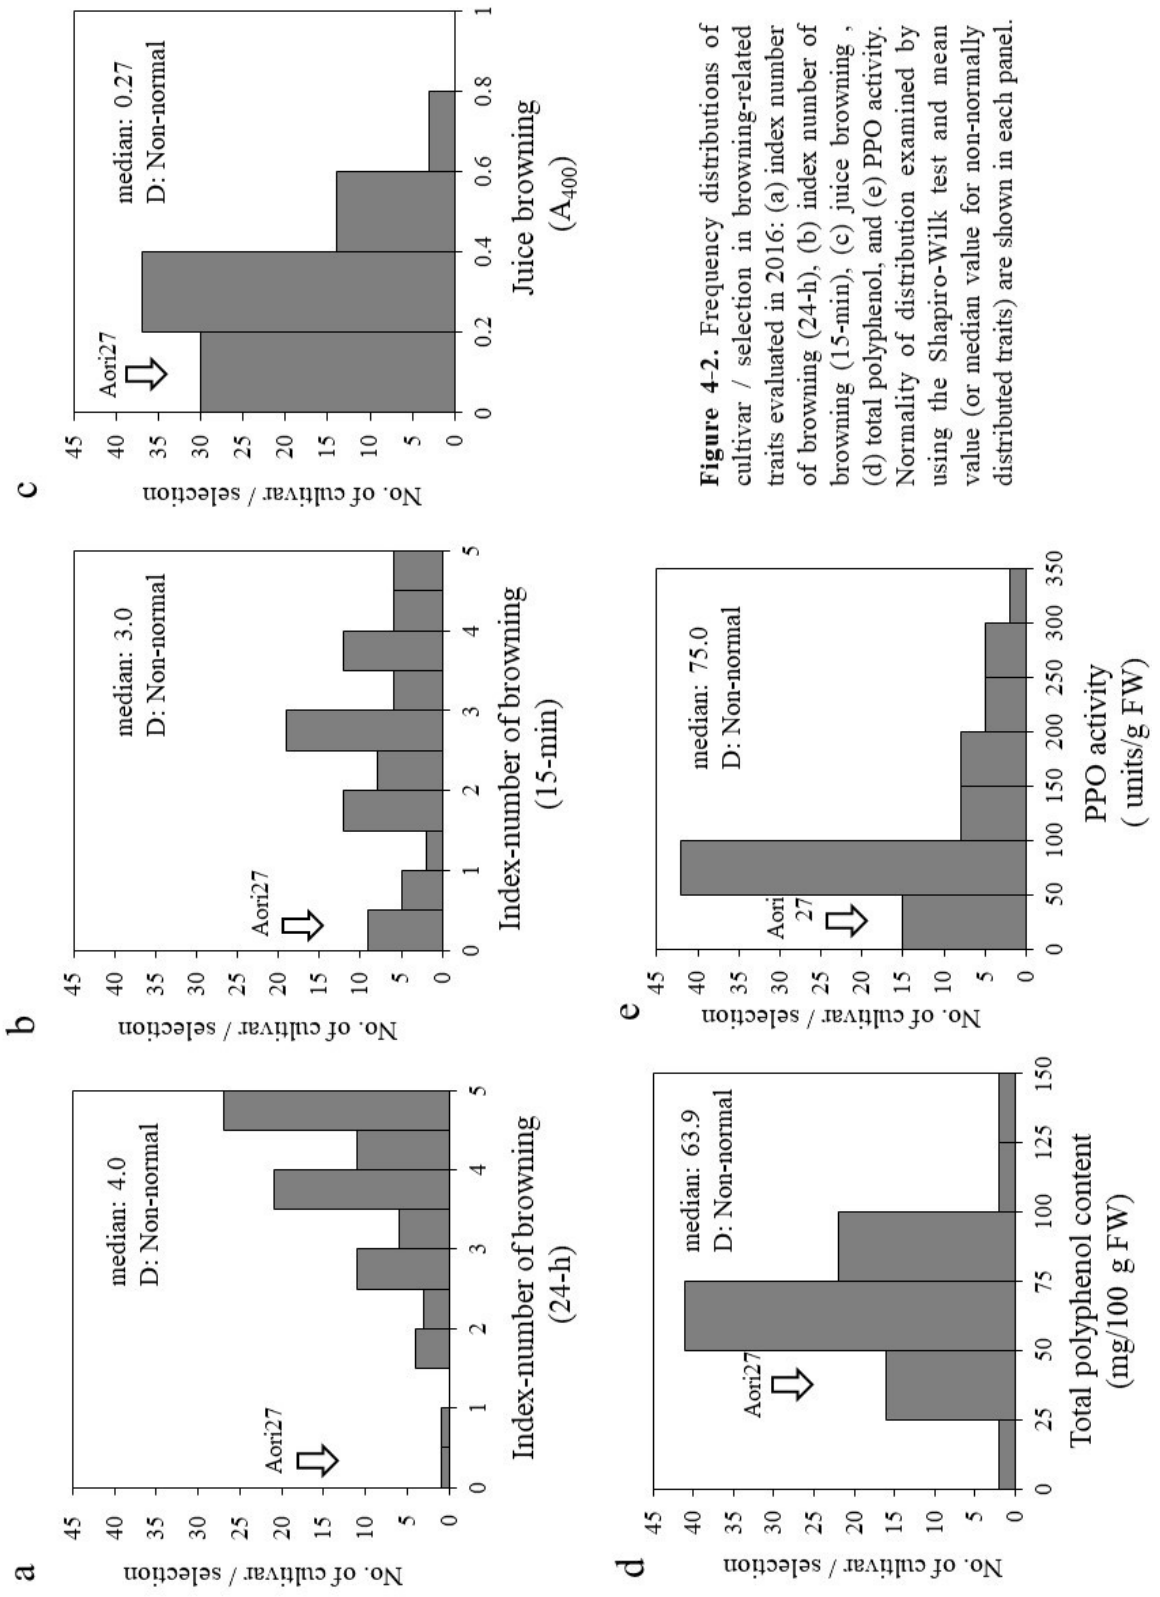 a
No. of cultivar / selection
45
40
35
30
25
20
15
10
5
0
Aori27
median: 4.0
D: Non-normal
0
1
2
3
4
5
Index-number of browning
(24-h)
b
No. of cultivar / selection
45
40
35
30
25
20
15
10
5
0
Aori27
median: 3.0
D: Non-normal
0
1
2
3
4
5
Index-number of browning
(15-min)
c
No. of cultivar / selection
45
40
35
30
25
20
15
10
5
0
Aori27
median: 0.27
D: Non-normal
0
0.2
0.4
0.6
0.8
1
Juice browning
(A400)
d
No. of cultivar / selection
45
40
35
30
25
20
15
10
5
0
Aori27
median: 63.9
D: Non-normal
0
25
50
75
100
125
150
Total polyphenol content
(mg/100 g FW)
e
No. of cultivar / selection
45
40
35
30
25
20
15
10
5
0
Aori
27
median: 75.0
D: Non-normal
0
50
100
150
200
250
300
350
PPO activity
( units/g FW)
Figure 4-2. Frequency distributions of
cultivar / selection in browning-related
traits evaluated in 2016: (a) index number
of browning (24-h), (b) index number of
browning (15-min), (c) juice browning ,
(d) total polyphenol, and (e) PPO activity.
Normality of distribution examined by
using the Shapiro-Wilk test and mean
value (or median value for non-normally
distributed traits) are shown in each panel.